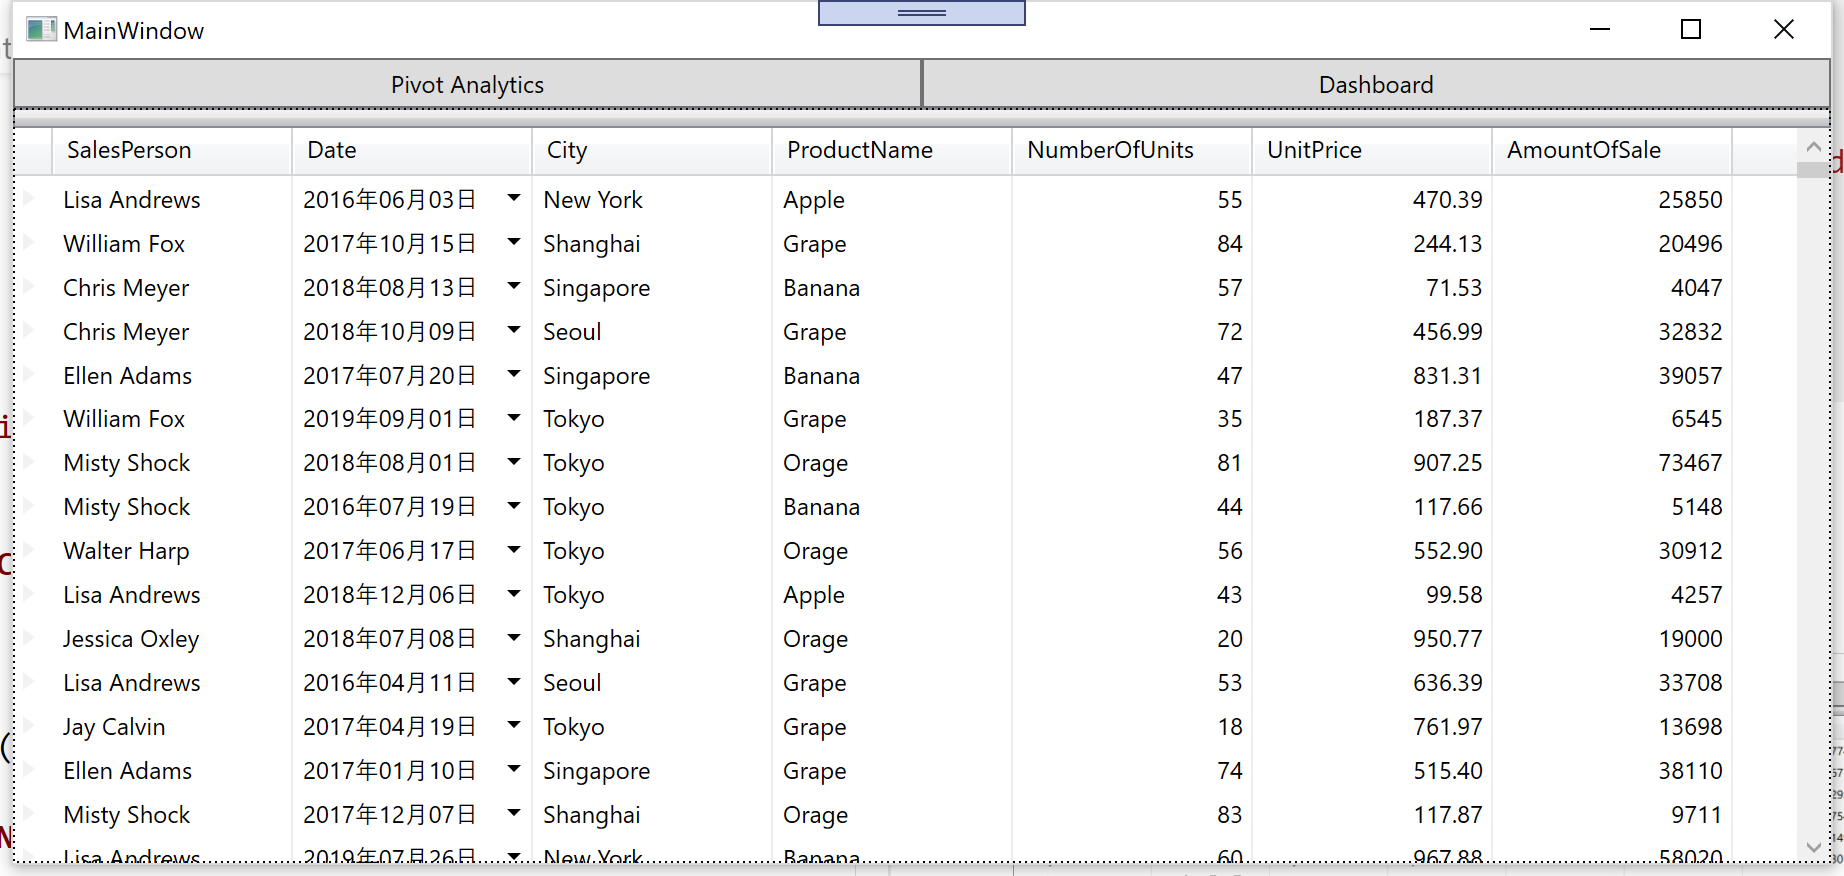 MainWindow
Pivot Analytics Dashboard
SalesPerson Date City ProductName NumberOfUnits UnitPrice AmountOfSale
Lisa Andrews 2016年06月03日 New York Apple 55 470.39 25850
William Fox 2017年10月15日 Shanghai Grape 84 244.13 20496
Chris Meyer 2018年08月13日 Singapore Banana 57 71.53 4047
Chris Meyer 2018年10月09日 Seoul Grape 72 456.99 32832
Ellen Adams 2017年07月20日 Singapore Banana 47 831.31 39057
William Fox 2019年09月01日 Tokyo Grape 35 187.37 6545
Misty Shock 2018年08月01日 Tokyo Orage 81 907.25 73467
Misty Shock 2016年07月19日 Tokyo Banana 44 117.66 5148
Walter Harp 2017年06月17日 Tokyo Orage 56 552.90 30912
Lisa Andrews 2018年12月06日 Tokyo Apple 43 99.58 4257
Jessica Oxley 2018年07月08日 Shanghai Orage 20 950.77 19000
Lisa Andrews 2016年04月11日 Seoul Grape 53 636.39 33708
Jay Calvin 2017年04月19日 Tokyo Grape 18 761.97 13698
Ellen Adams 2017年01月10日 Singapore Grape 74 515.40 38110
Misty Shock 2017年12月07日 Shanghai Orage 83 117.87 9711
Lisa Andrews 2019年07月26日 New York Banana 60 967.88 58020